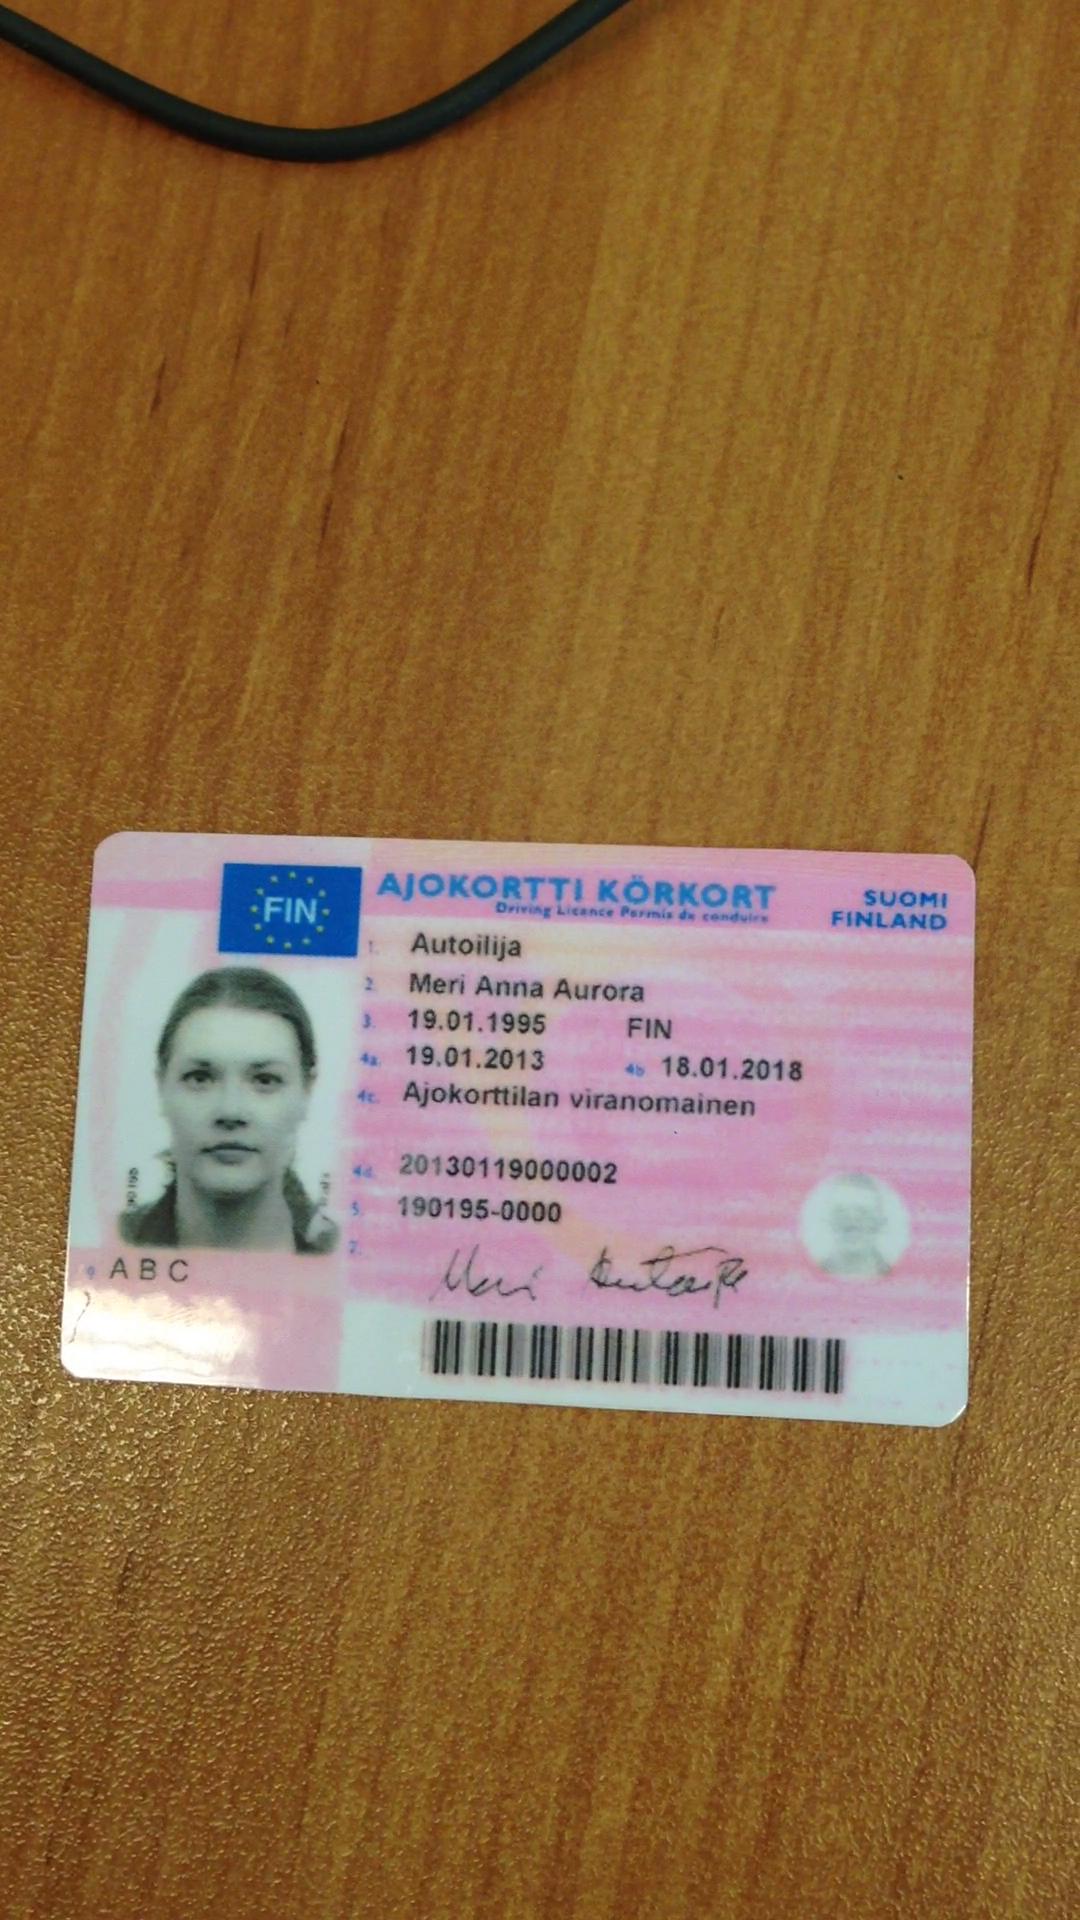 FIN
AJOKORTTI KÖRKORT
Driving Licence Permis de conduire
SUOMI
FINLAND
1. Autoilija
2. Meri Anna Aurora
3. 19.01.1995 FIN
4a. 19.01.2013 4b 18.01.2018
4c. Ajokorttilan viranomainen
4d. 20130119000002
5. 190195-0000
7. Meri Autoilija
9 A B C